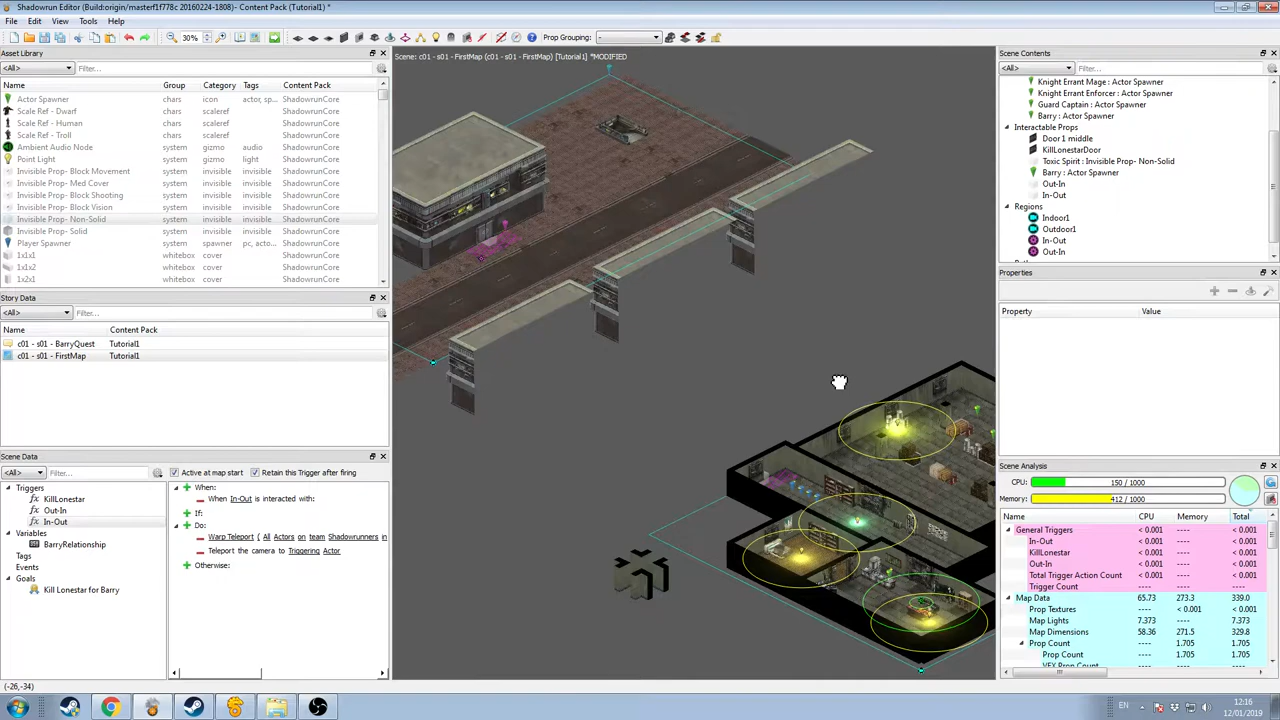 Shadowrun Editor (Build:origin/masterf1f778c 20160224-1808)- Content Pack (Tutorial1) *
File Edit View Tools Help
30% Prop Grouping: -
Asset Library
(<All>) Filter...
Name Group Category Tags Content Pack
Actor Spawner chars icon actor, sp... ShadowrunCore
Scale Ref - Dwarf chars scaleref ShadowrunCore
Scale Ref - Human chars scaleref ShadowrunCore
Scale Ref - Troll chars scaleref ShadowrunCore
Ambient Audio Node system gizmo audio ShadowrunCore
Point Light system gizmo light ShadowrunCore
Invisible Prop- Block Movement system invisible invisible ShadowrunCore
Invisible Prop- Med Cover system invisible invisible ShadowrunCore
Invisible Prop- Block Shooting system invisible invisible ShadowrunCore
Invisible Prop- Block Vision system invisible invisible ShadowrunCore
Invisible Prop- Non-Solid system invisible invisible ShadowrunCore
Invisible Prop- Solid system invisible invisible ShadowrunCore
Player Spawner system spawner pc, acto... ShadowrunCore
1x1x1 whitebox cover ShadowrunCore
1x1x2 whitebox cover ShadowrunCore
1x2x1 whitebox cover ShadowrunCore
Story Data
(<All>) Filter...
Name Content Pack
c01 - s01 - BarryQuest Tutorial1
c01 - s01 - FirstMap Tutorial1
Scene Data
(<All>) Filter...
Triggers
KillLonestar
Out-In
In-Out
Variables
BarryRelationship
Tags
Events
Goals
Kill Lonestar for Barry
Active at map start Retain this Trigger after firing
When:
When In-Out is interacted with:
If:
Do:
Warp Teleport ( All Actors on team Shadowrunners in
Teleport the camera to Triggering Actor
Otherwise:
Scene: c01 - s01 - FirstMap (c01 - s01 - FirstMap) [Tutorial1] *MODIFIED
Scene Contents
(<All>) Filter...
Knight Errant Mage : Actor Spawner
Knight Errant Enforcer : Actor Spawner
Guard Captain : Actor Spawner
Barry : Actor Spawner
Interactable Props
Door 1 middle
KillLonestarDoor
Toxic Spirit : Invisible Prop- Non-Solid
Barry : Actor Spawner
Out-In
In-Out
Regions
Indoor1
Outdoor1
In-Out
Out-In
Properties
Property Value
Scene Analysis
CPU: 150 / 1000
Memory: 412 / 1000
Name CPU Memory Total
General Triggers < 0.001 ---- < 0.001
In-Out < 0.001 ---- < 0.001
KillLonestar < 0.001 ---- < 0.001
Out-In < 0.001 ---- < 0.001
Total Trigger Action Count < 0.001 ---- < 0.001
Trigger Count ---- ---- < 0.001
Map Data 65.73 273.3 339.0
Prop Textures ---- < 0.001 < 0.001
Map Lights 7.373 ---- 7.373
Map Dimensions 58.36 271.5 329.8
Prop Count ---- 1.705 1.705
Prop Count ---- 1.705 1.705
(-26,-34)
EN
12:16
12/01/2019